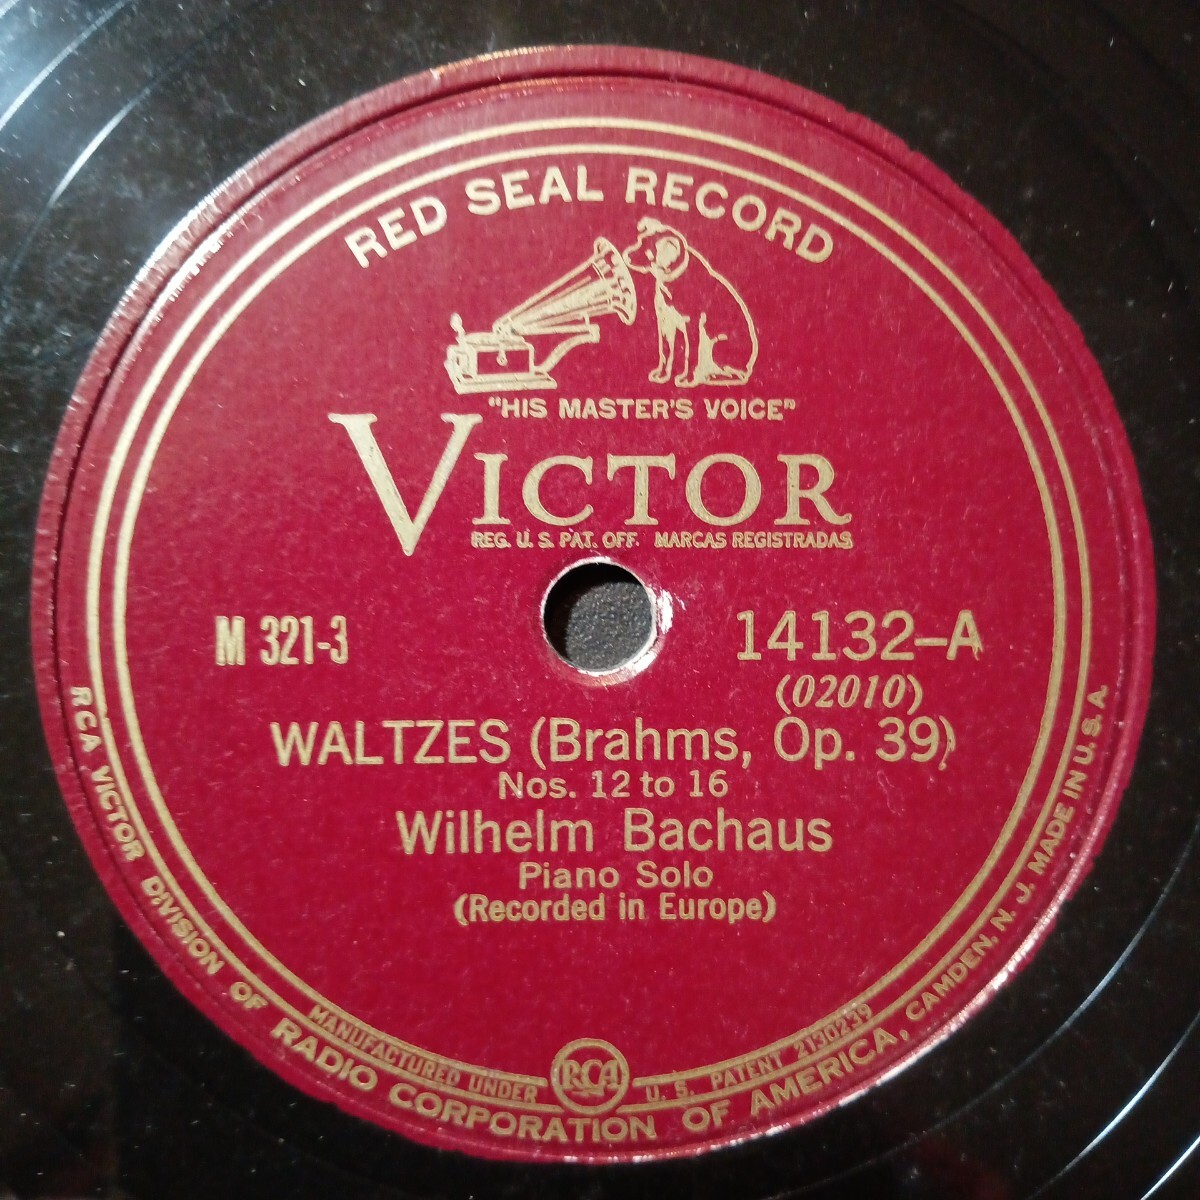 RED SEAL RECORD
"HIS MASTER'S VOICE"
VICTOR
REG. U. S. PAT. OFF. MARCAS REGISTRADAS
M 321-3
14132-A
(02010)
WALTZES (Brahms, Op. 39)
Nos. 12 to 16
Wilhelm Bachaus
Piano Solo
(Recorded in Europe)
MANUFACTURED UNDER RCA U. S. PATENT 2130239
RCA VICTOR DIVISION OF RADIO CORPORATION OF AMERICA, CAMDEN, N. J. MADE IN U. S. A.